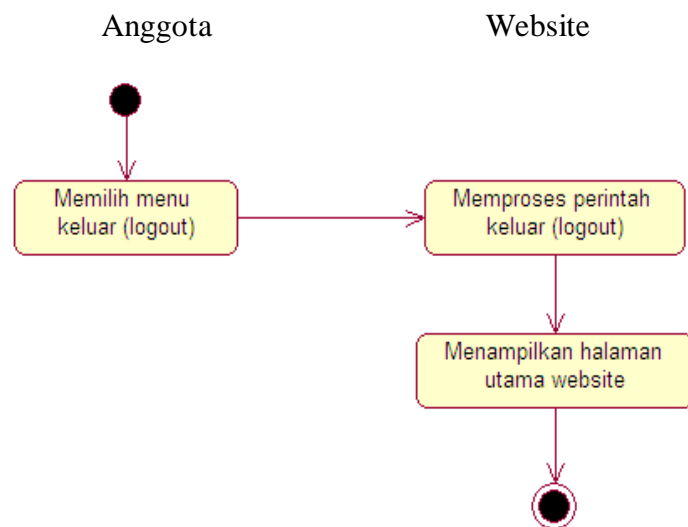 Anggota
Website
Memilih menu
keluar (logout)
Memproses perintah
keluar (logout)
Menampilkan halaman
utama website